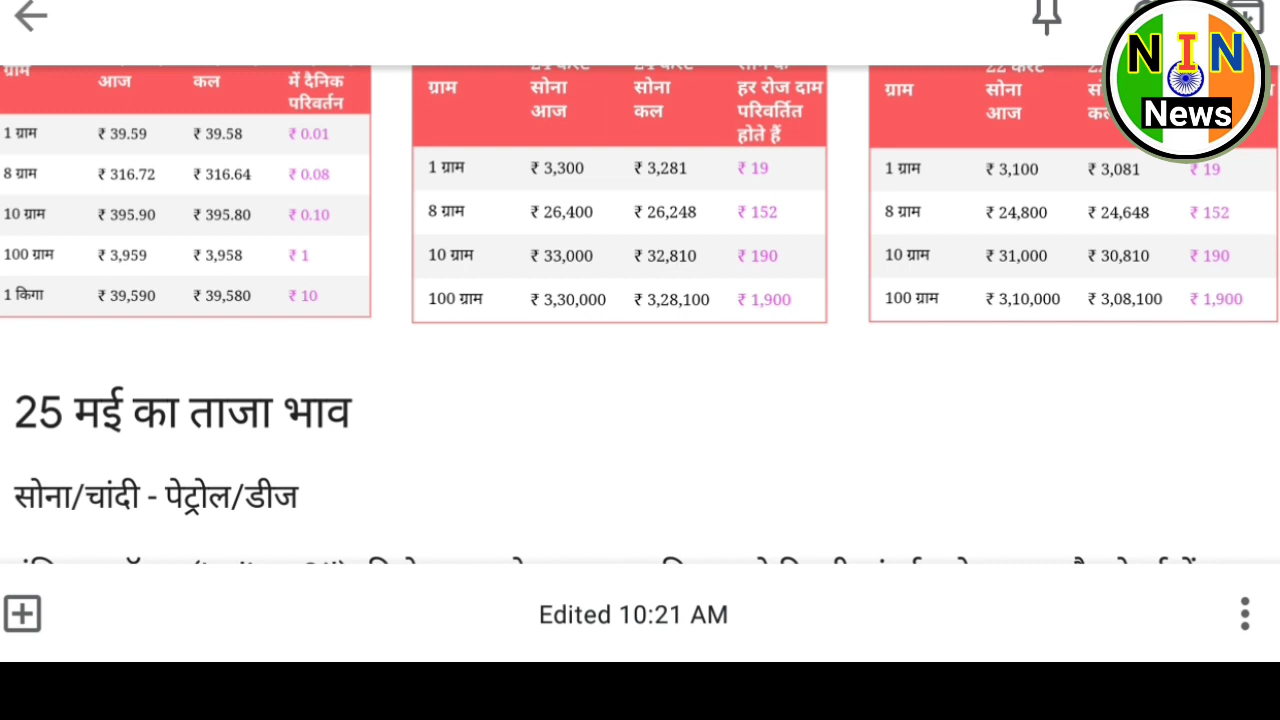 ग्राम
आज
कल
में दैनिक
परिवर्तन
1 ग्राम ₹ 39.59 ₹ 39.58 ₹ 0.01
8 ग्राम ₹ 316.72 ₹ 316.64 ₹ 0.08
10 ग्राम ₹ 395.90 ₹ 395.80 ₹ 0.10
100 ग्राम ₹ 3,959 ₹ 3,958 ₹ 1
1 किगा ₹ 39,590 ₹ 39,580 ₹ 10
ग्राम
सोना
आज
सोना
कल
हर रोज दाम
परिवर्तित
होते हैं
1 ग्राम ₹ 3,300 ₹ 3,281 ₹ 19
8 ग्राम ₹ 26,400 ₹ 26,248 ₹ 152
10 ग्राम ₹ 33,000 ₹ 32,810 ₹ 190
100 ग्राम ₹ 3,30,000 ₹ 3,28,100 ₹ 1,900
ग्राम
22 कैरेट
सोना
आज
1 ग्राम ₹ 3,100 ₹ 3,081 ₹ 19
8 ग्राम ₹ 24,800 ₹ 24,648 ₹ 152
10 ग्राम ₹ 31,000 ₹ 30,810 ₹ 190
100 ग्राम ₹ 3,10,000 ₹ 3,08,100 ₹ 1,900
NIN
News
25 मई का ताजा भाव
सोना/चांदी - पेट्रोल/डीज
Edited 10:21 AM